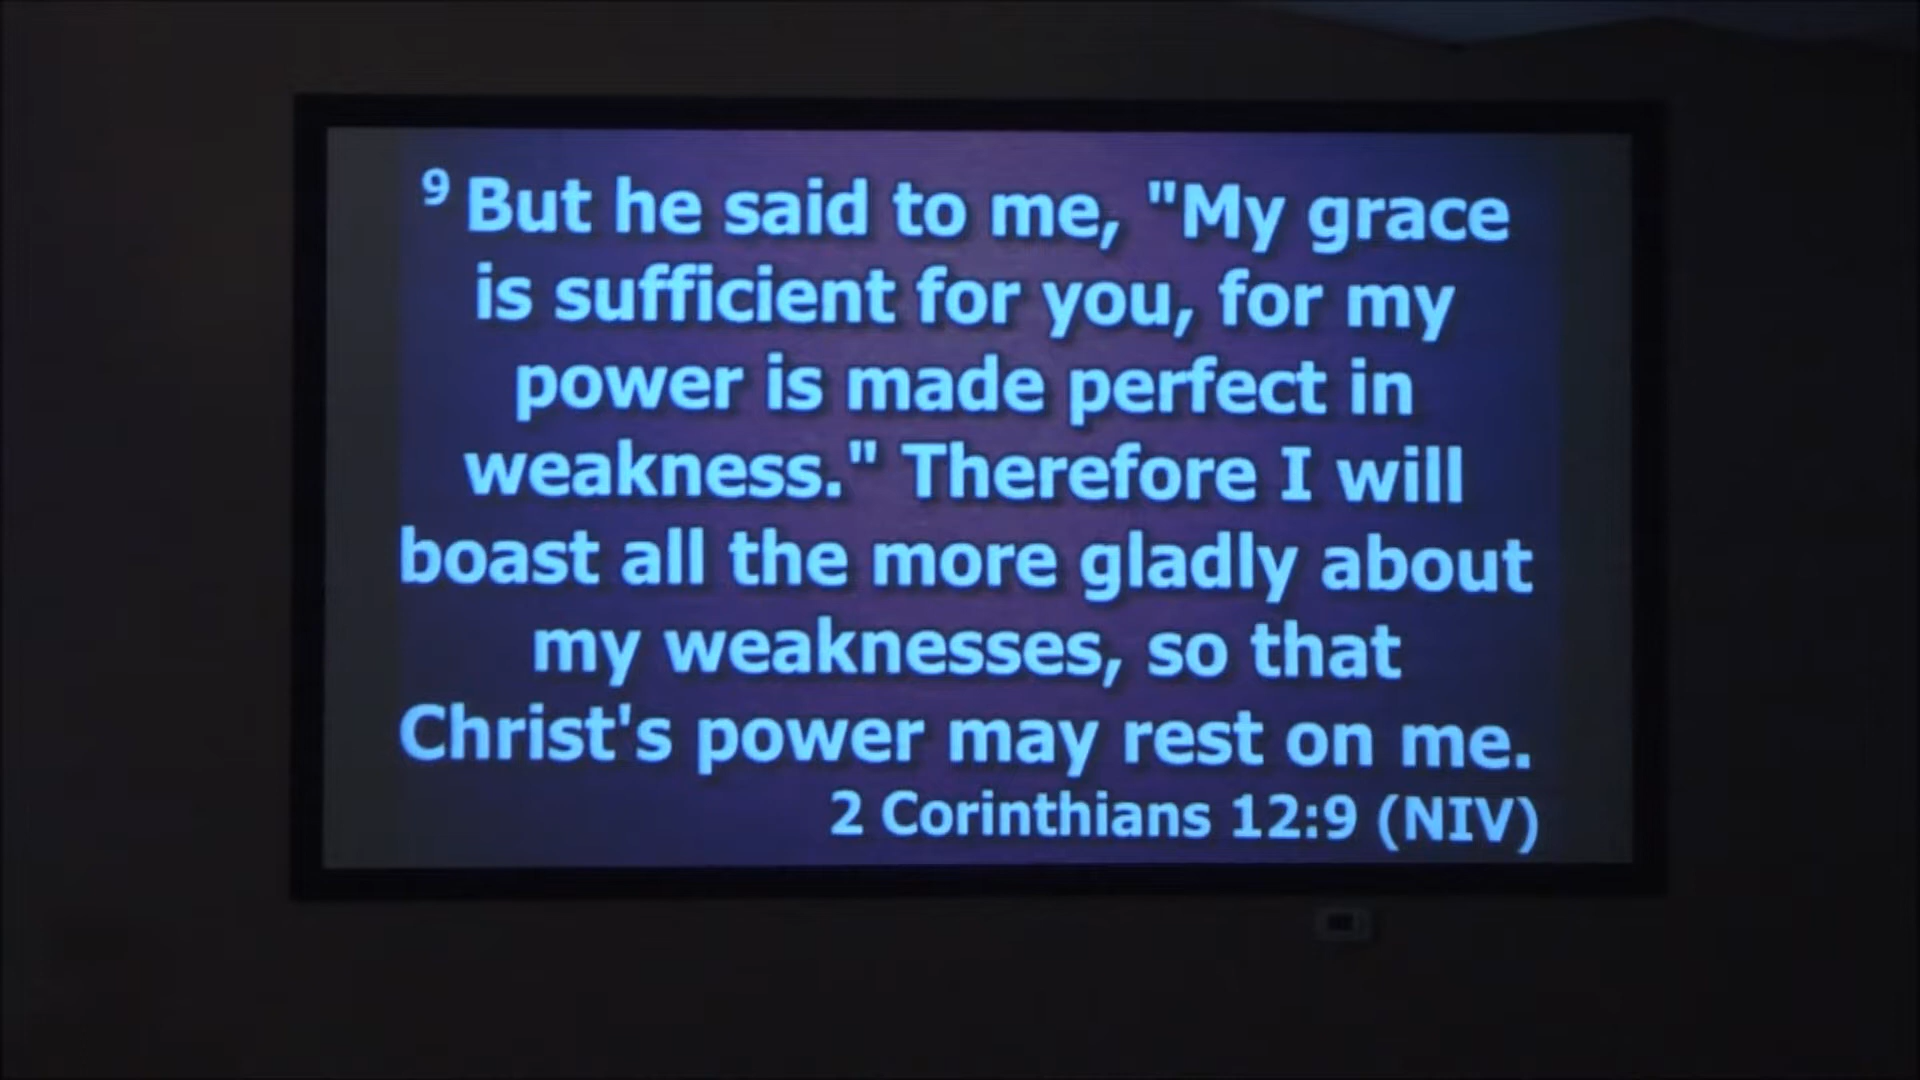 9 But he said to me, "My grace
is sufficient for you, for my
power is made perfect in
weakness." Therefore I will
boast all the more gladly about
my weaknesses, so that
Christ's power may rest on me.
2 Corinthians 12:9 (NIV)